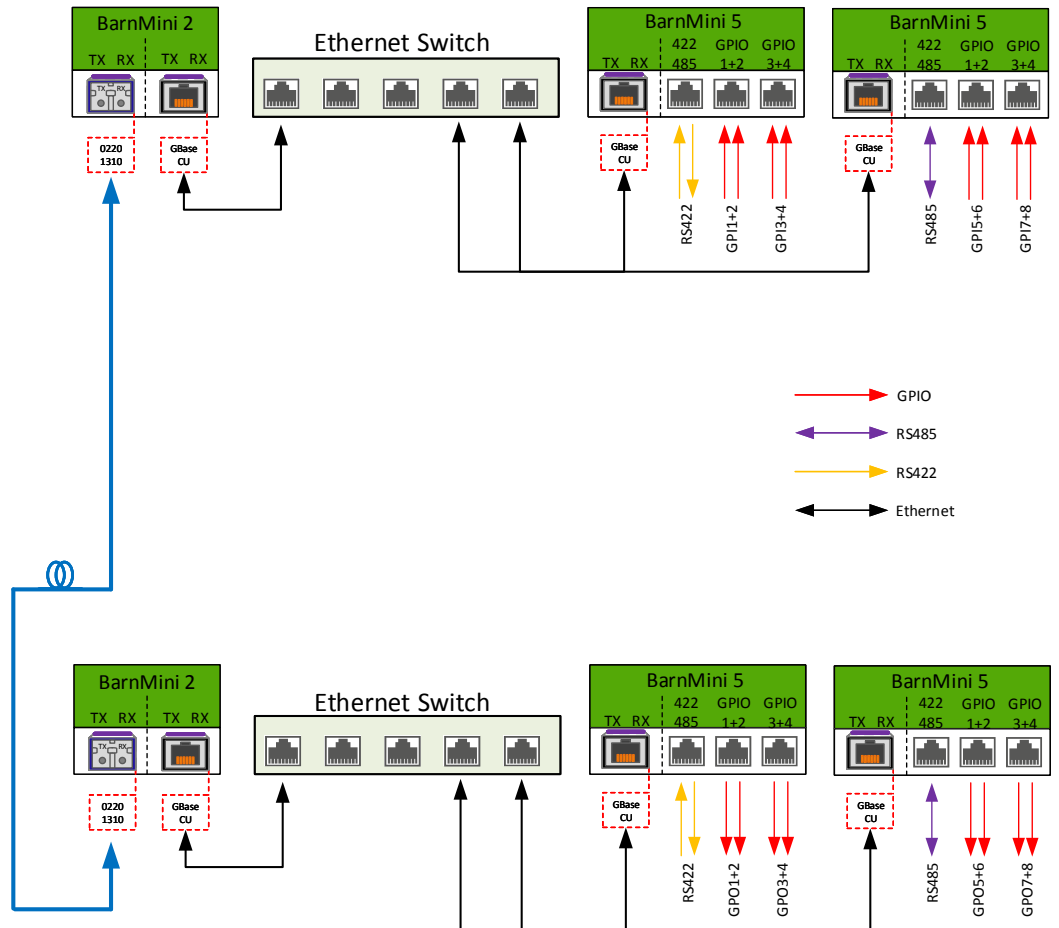 BarnMini 2
TX RX TX RX
TX RX
0220
1310
GBase
CU
Ethernet Switch
BarnMini 5
422 GPIO GPIO
TX RX 485 1+2 3+4
GBase
CU
RS422
GPI1+2
GPI3+4
BarnMini 5
422 GPIO GPIO
TX RX 485 1+2 3+4
GBase
CU
RS485
GPI5+6
GPI7+8
GPIO
RS485
RS422
Ethernet
BarnMini 2
TX RX TX RX
TX RX
0220
1310
GBase
CU
Ethernet Switch
BarnMini 5
422 GPIO GPIO
TX RX 485 1+2 3+4
GBase
CU
RS422
GPO1+2
GPO3+4
BarnMini 5
422 GPIO GPIO
TX RX 485 1+2 3+4
GBase
CU
RS485
GPO5+6
GPO7+8